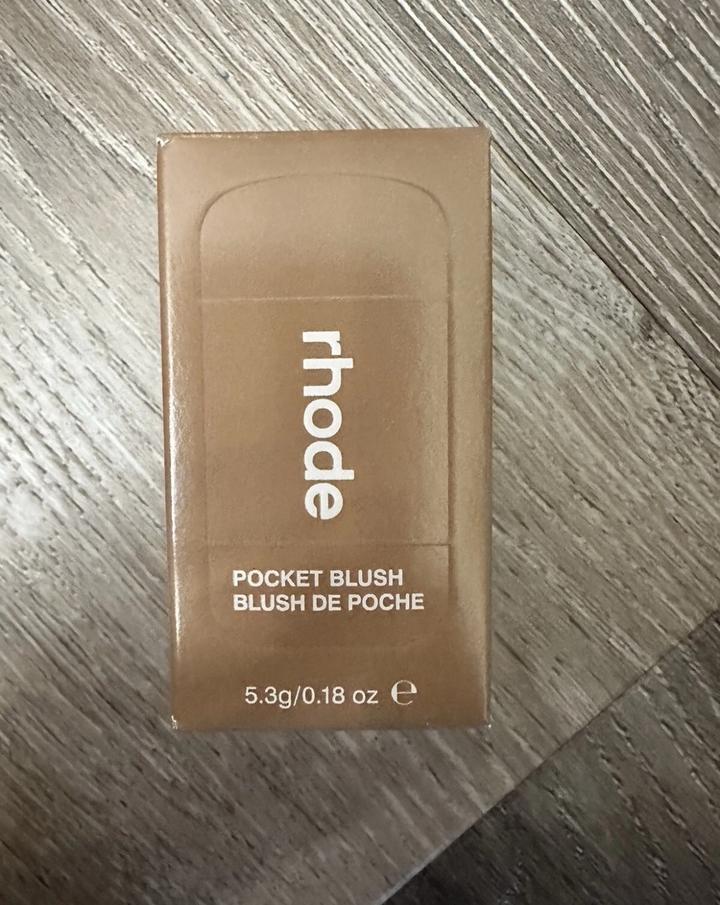 rhode
POCKET BLUSH
BLUSH DE POCHE
5.3g/0.18 oz ℮